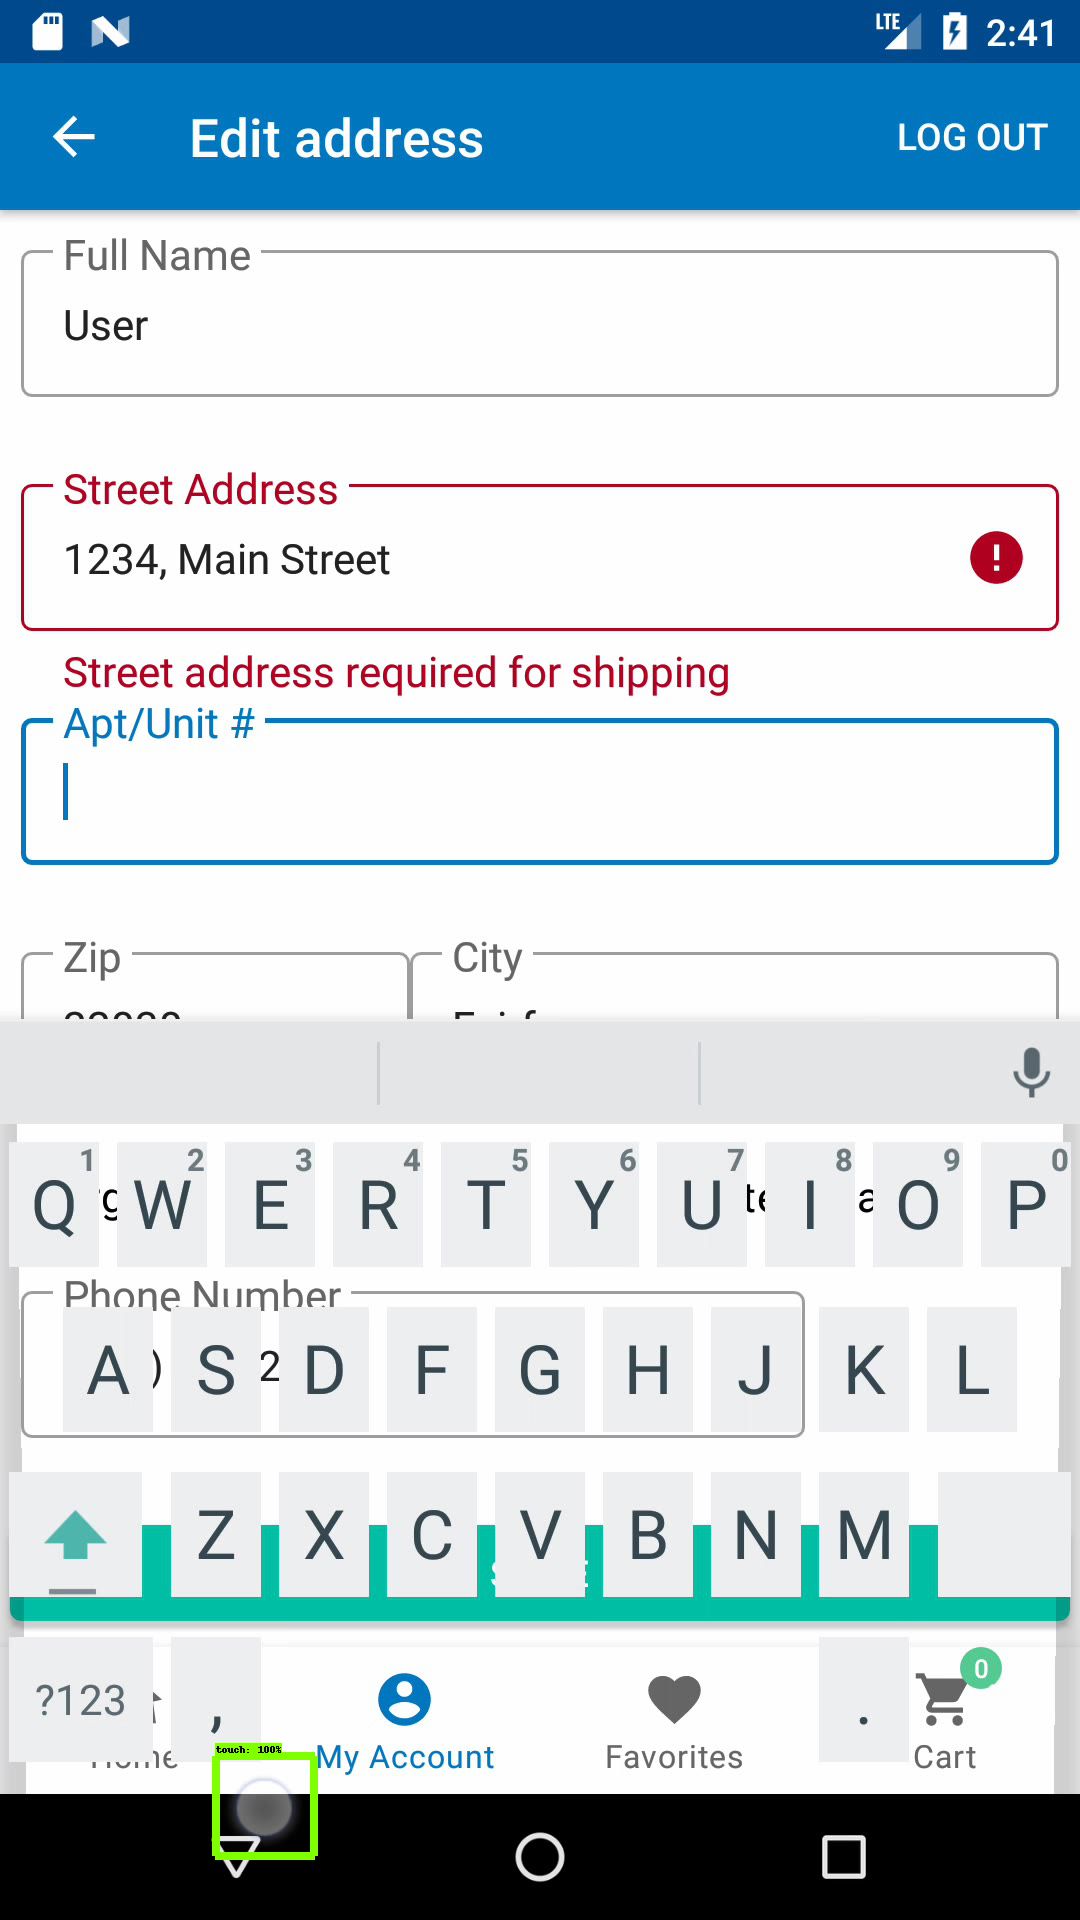 LTE 2:41
Edit address LOG OUT
Full Name
User
Street Address
1234, Main Street
!
Street address required for shipping
Apt/Unit #
Zip City
1 2 3 4 5 6 7 8 9 0
Q W E R T Y U I O P
Phone Number
A S D F G H J K L
Z X C V B N M
?123 , . 0
Home My Account Favorites Cart
touch: 100%